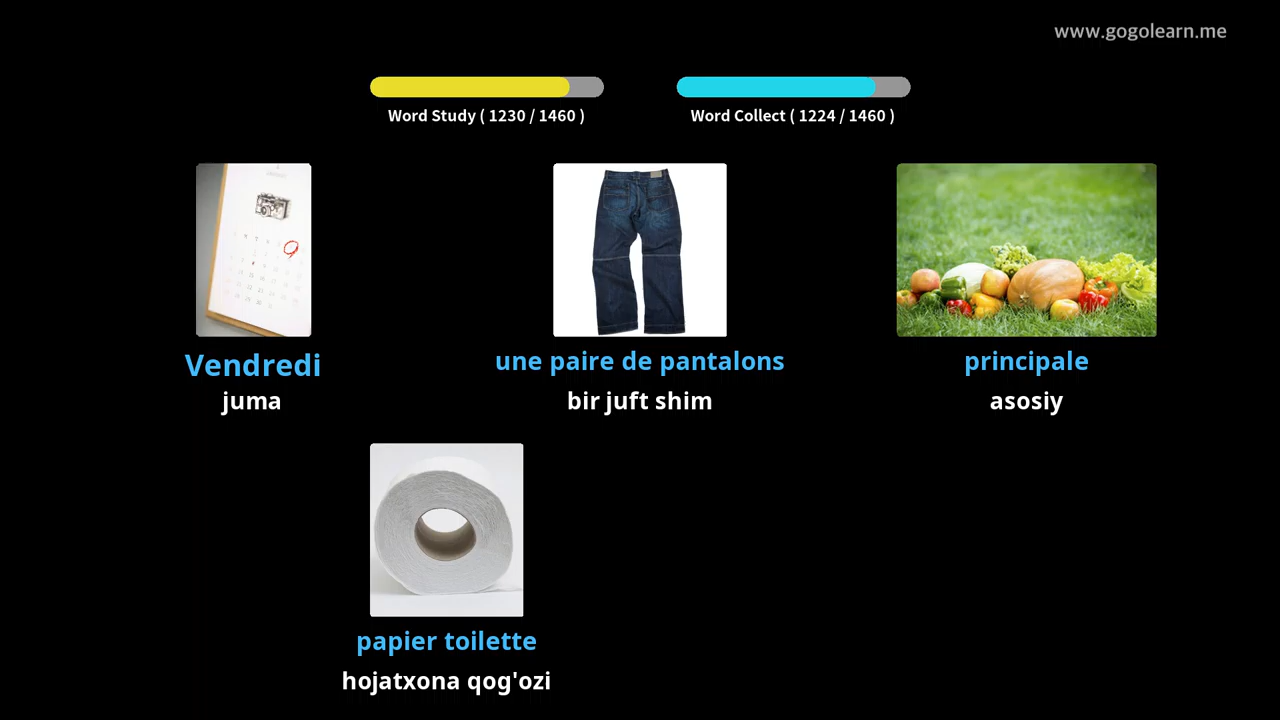 www.gogolearn.me
Word Study ( 1230 / 1460 )
Word Collect ( 1224 / 1460 )
Vendredi
juma
une paire de pantalons
bir juft shim
principale
asosiy
papier toilette
hojatxona qog'ozi